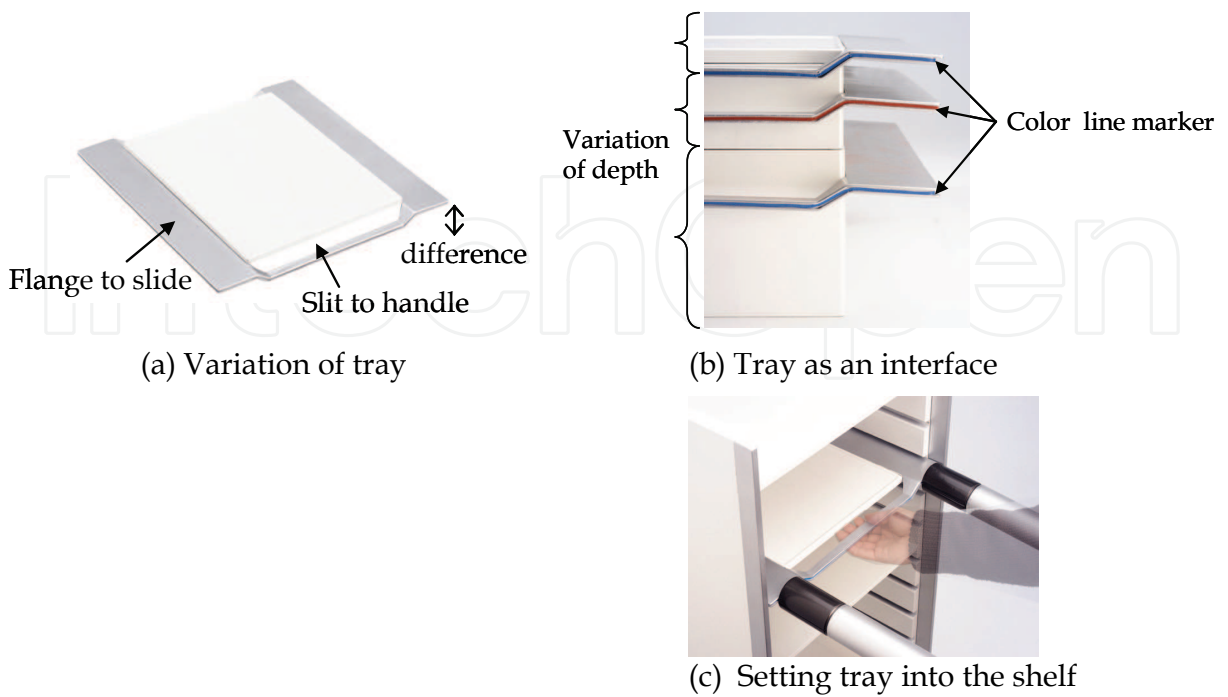 Flange to slide
Slit to handle
difference
(a) Variation of tray
Variation
of depth
Color line marker
(b) Tray as an interface
(c) Setting tray into the shelf
IntechOpen